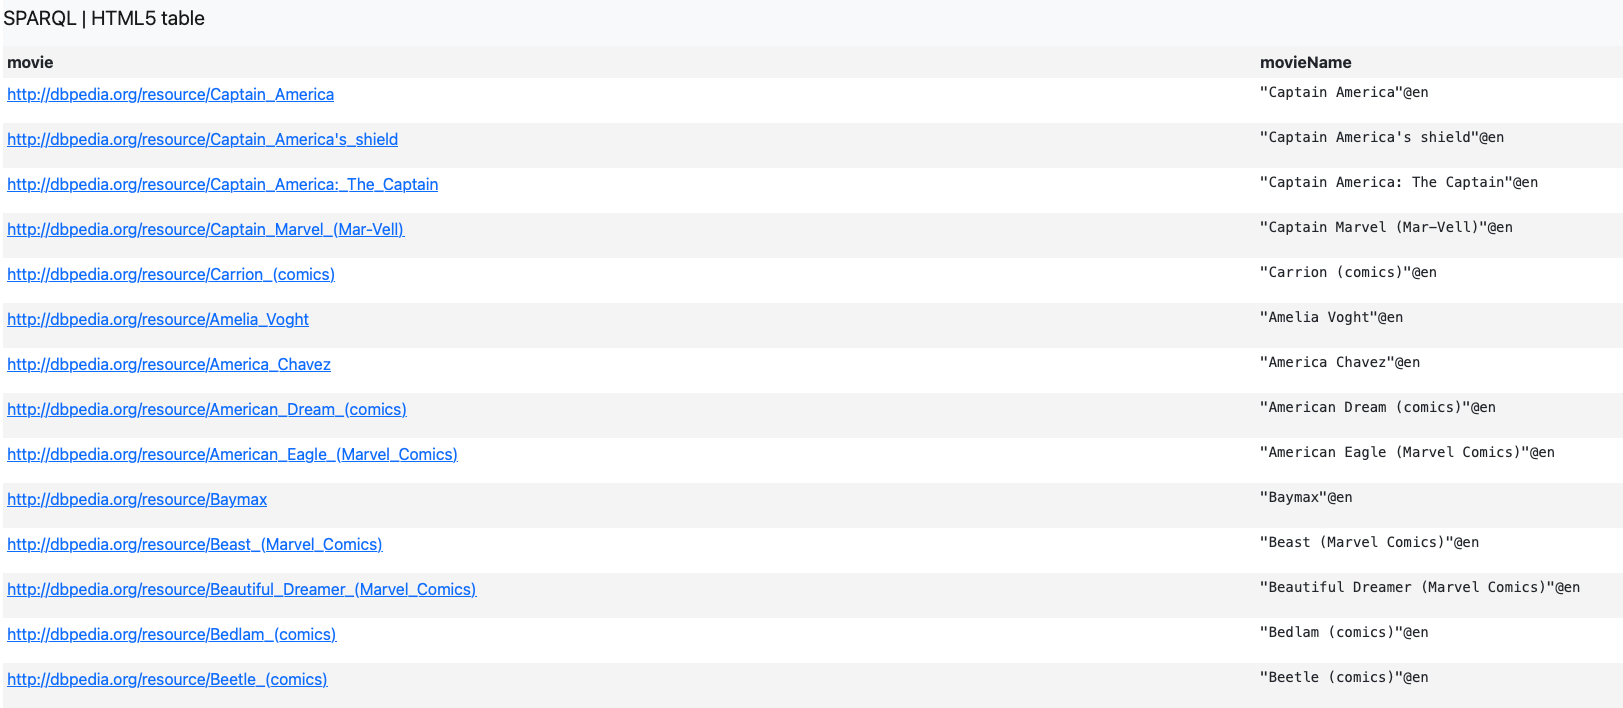 SPARQL | HTML5 table
movie movieName
http://dbpedia.org/resource/Captain_America "Captain America"@en
http://dbpedia.org/resource/Captain_America's_shield "Captain America's shield"@en
http://dbpedia.org/resource/Captain_America:_The_Captain "Captain America: The Captain"@en
http://dbpedia.org/resource/Captain_Marvel_(Mar-Vell) "Captain Marvel (Mar-Vell)"@en
http://dbpedia.org/resource/Carrion_(comics) "Carrion (comics)"@en
http://dbpedia.org/resource/Amelia_Voght "Amelia Voght"@en
http://dbpedia.org/resource/America_Chavez "America Chavez"@en
http://dbpedia.org/resource/American_Dream_(comics) "American Dream (comics)"@en
http://dbpedia.org/resource/American_Eagle_(Marvel_Comics) "American Eagle (Marvel Comics)"@en
http://dbpedia.org/resource/Baymax "Baymax"@en
http://dbpedia.org/resource/Beast_(Marvel_Comics) "Beast (Marvel Comics)"@en
http://dbpedia.org/resource/Beautiful_Dreamer_(Marvel_Comics) "Beautiful Dreamer (Marvel Comics)"@en
http://dbpedia.org/resource/Bedlam_(comics) "Bedlam (comics)"@en
http://dbpedia.org/resource/Beetle_(comics) "Beetle (comics)"@en